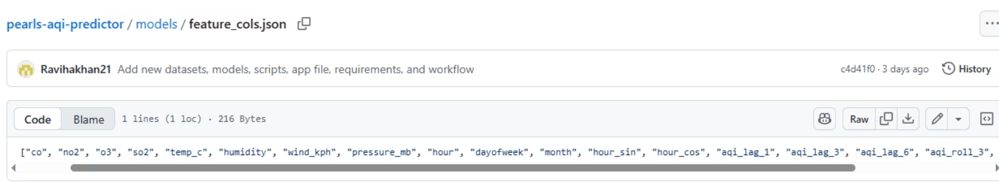 pearls-aqi-predictor / models / feature_cols.json
Ravihakhan21 Add new datasets, models, scripts, app file, requirements, and workflow c4d41f0 · 3 days ago History
Code Blame 1 lines (1 loc) · 216 Bytes Raw
["co", "no2", "o3", "so2", "temp_c", "humidity", "wind_kph", "pressure_mb", "hour", "dayofweek", "month", "hour_sin", "hour_cos", "aqi_lag_1", "aqi_lag_3", "aqi_lag_6", "aqi_roll_3",